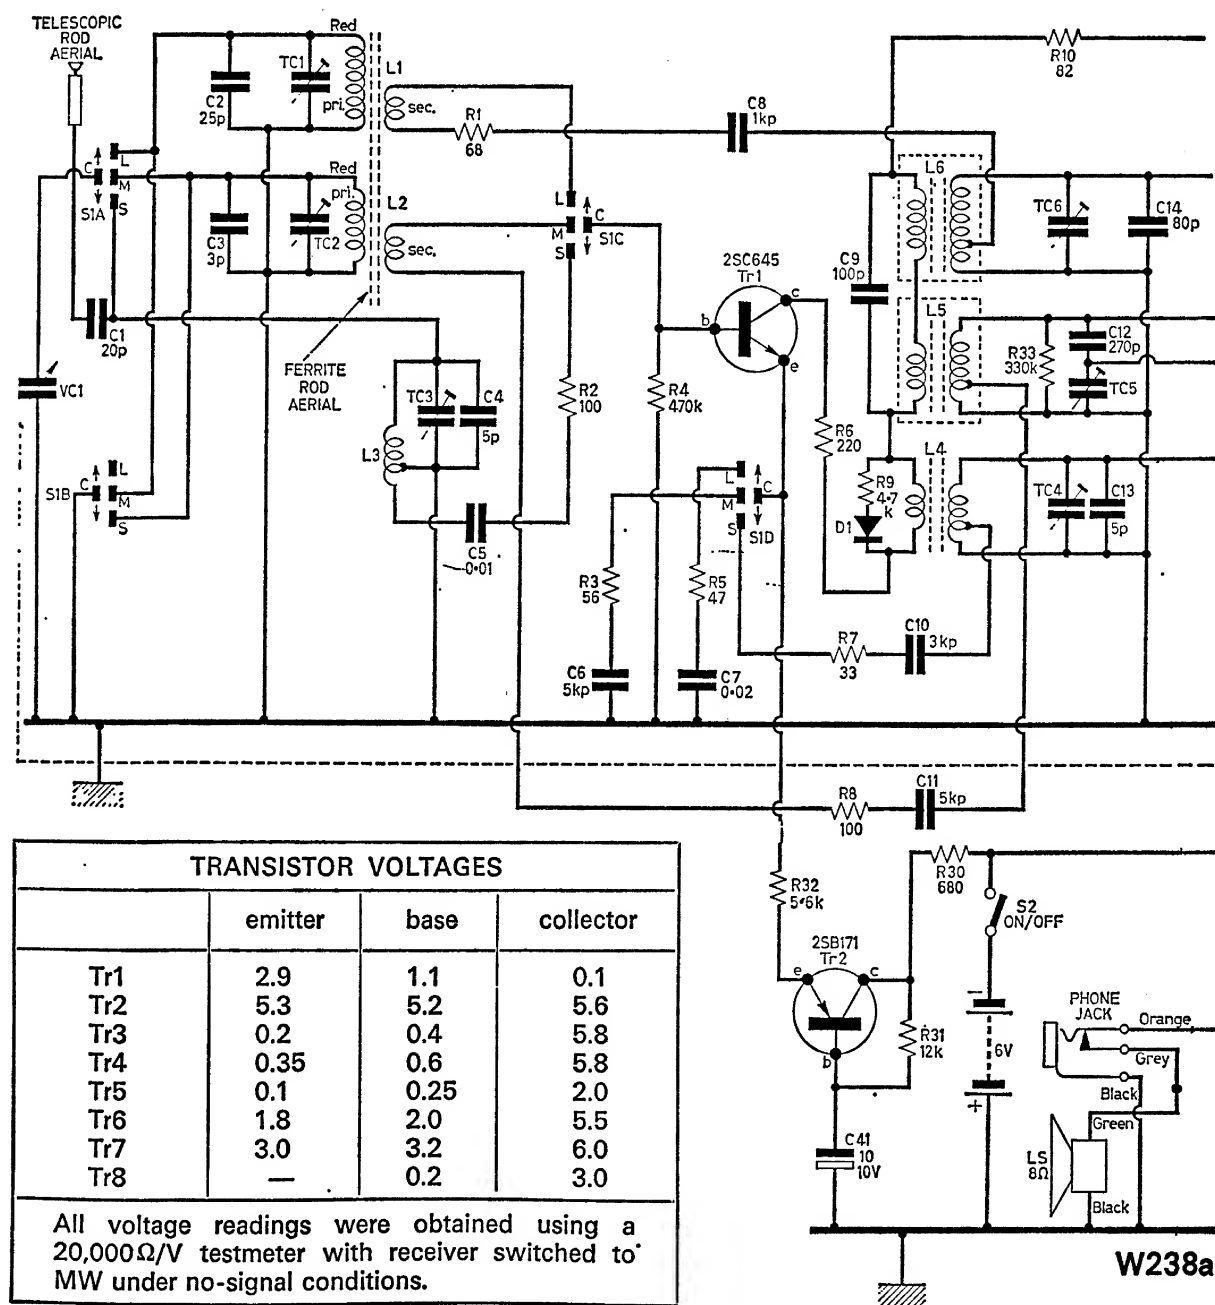 TELESCOPIC
ROD
AERIAL
Red
TC1
L1
C2
25p
pri.
sec.
R1
68
C8
1kp
R10
82
C
L
M
S
S1A
Red
pri.
L2
C3
3p
TC2
sec.
L
M
S
C
S1C
L6
TC6
C14
80p
2SC645
Tr1
c
b
e
C9
100p
L5
C12
270p
R33
330k
TC5
C1
20p
VC1
FERRITE
ROD
AERIAL
TC3
C4
5p
L3
R2
100
R4
470k
R6
220
L4
R9
4·7
k
D1
TC4
C13
5p
S1B
C
L
M
S
L
M
S
C
S1D
C5
0·01
R3
56
R5
47
C6
5kp
C7
0·02
R7
33
C10
3kp
R8
100
C11
5kp
TRANSISTOR VOLTAGES
emitter base collector
Tr1 2.9 1.1 0.1
Tr2 5.3 5.2 5.6
Tr3 0.2 0.4 5.8
Tr4 0.35 0.6 5.8
Tr5 0.1 0.25 2.0
Tr6 1.8 2.0 5.5
Tr7 3.0 3.2 6.0
Tr8 — 0.2 3.0
All voltage readings were obtained using a
20,000Ω/V testmeter with receiver switched to
MW under no-signal conditions.
R32
5·6k
R30
680
S2
ON/OFF
2SB171
Tr2
e
c
b
R31
12k
C41
10
10V
−
6V
+
PHONE
JACK
Orange
Grey
Black
Green
LS
8Ω
Black
W238a